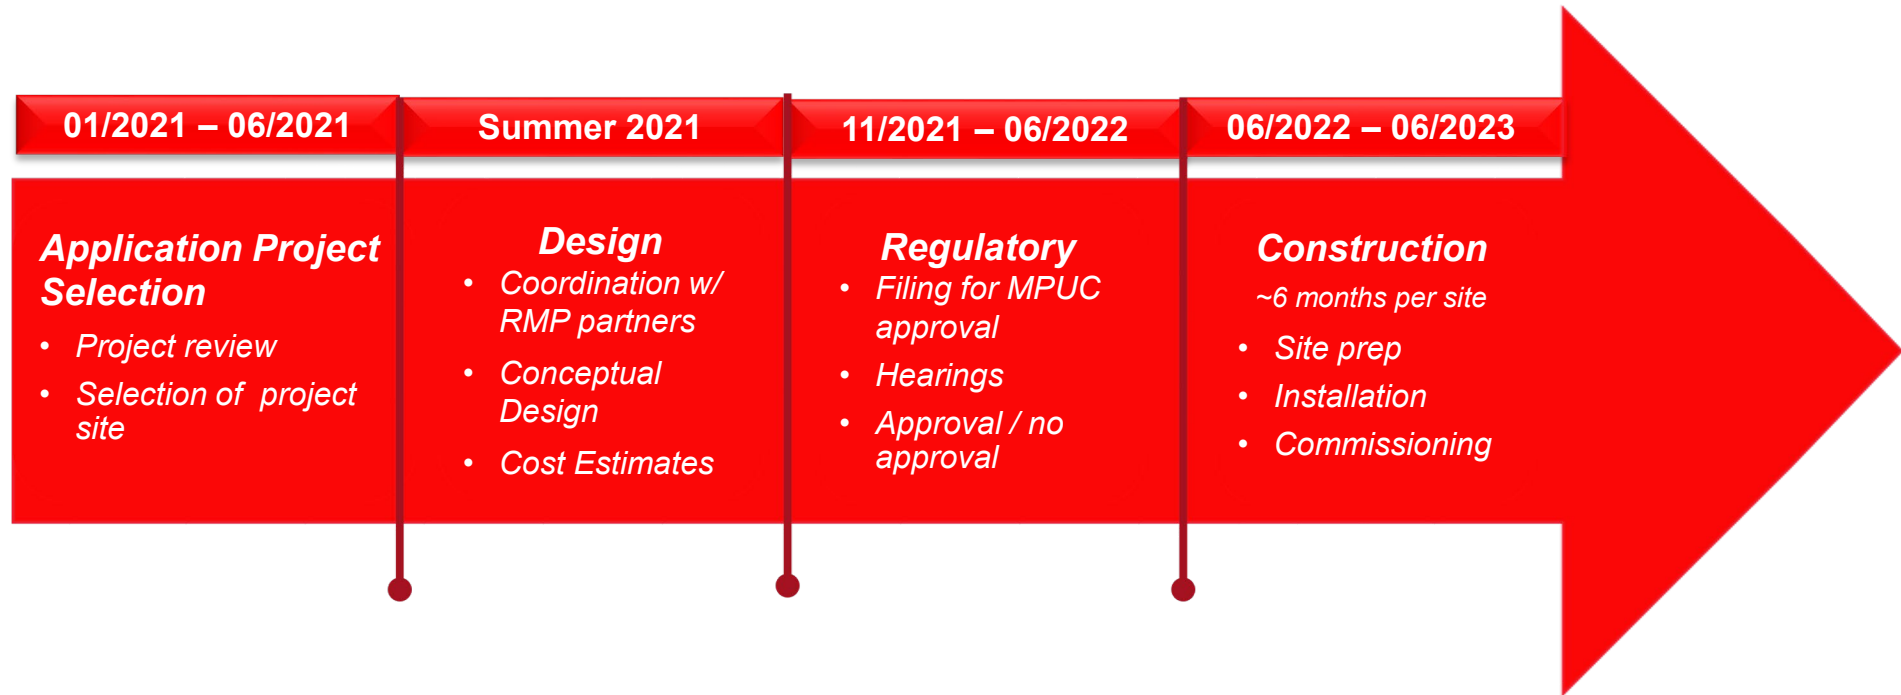 01/2021 – 06/2021
Application Project
Selection
• Project review
• Selection of project
site
Summer 2021
Design
• Coordination w/
RMP partners
• Conceptual
Design
• Cost Estimates
11/2021 – 06/2022
Regulatory
• Filing for MPUC
approval
• Hearings
• Approval / no
approval
06/2022 – 06/2023
Construction
~6 months per site
• Site prep
• Installation
• Commissioning